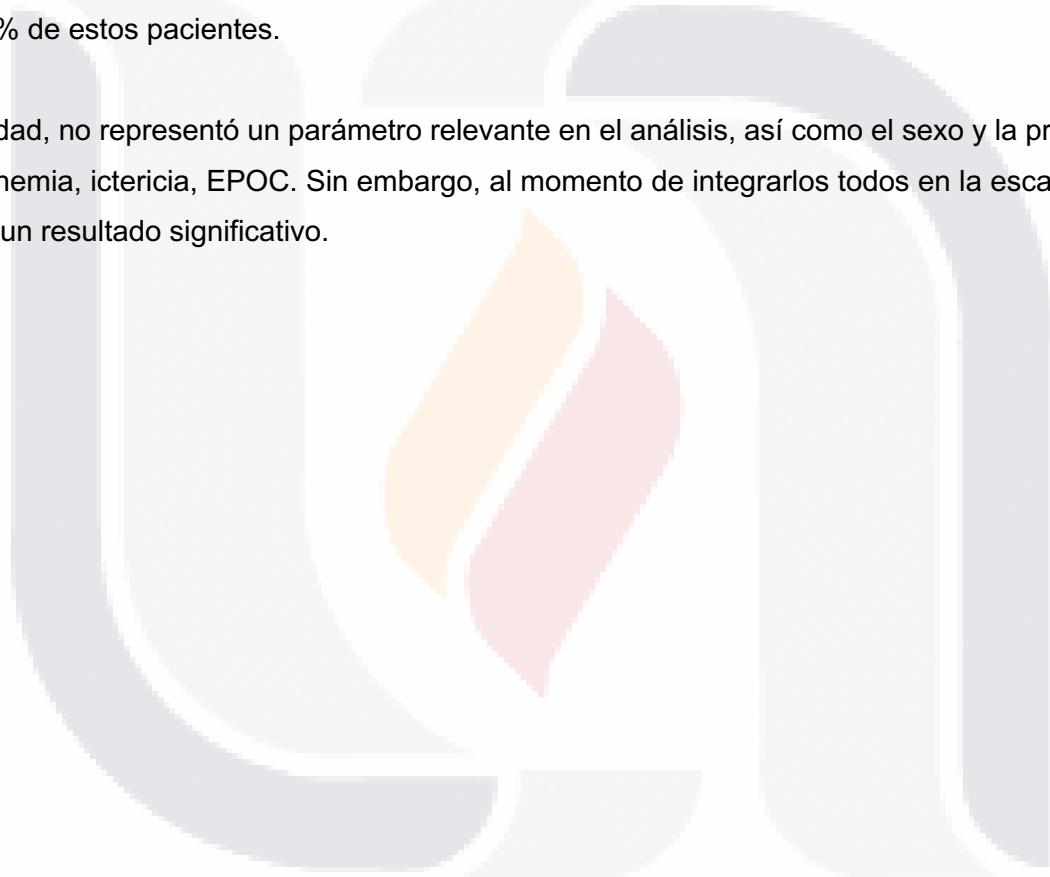 % de estos pacientes.
dad, no representó un parámetro relevante en el análisis, así como el sexo y la pr
nemia, ictericia, EPOC. Sin embargo, al momento de integrarlos todos en la esca
un resultado significativo.